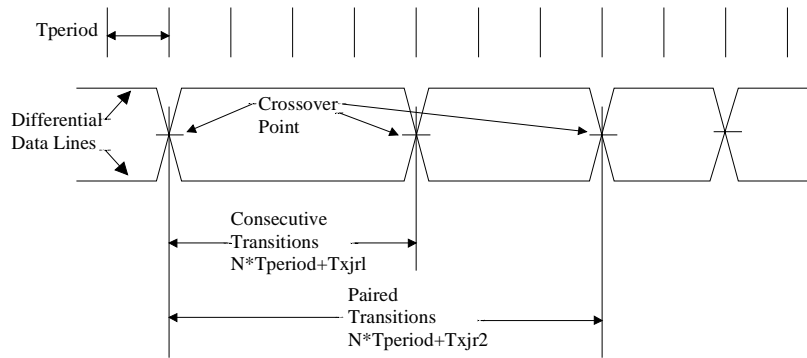 Tperiod
Differential
Data Lines
Crossover
Point
Consecutive
Transitions
N*Tperiod+Txjrl
Paired
Transitions
N*Tperiod+Txjr2